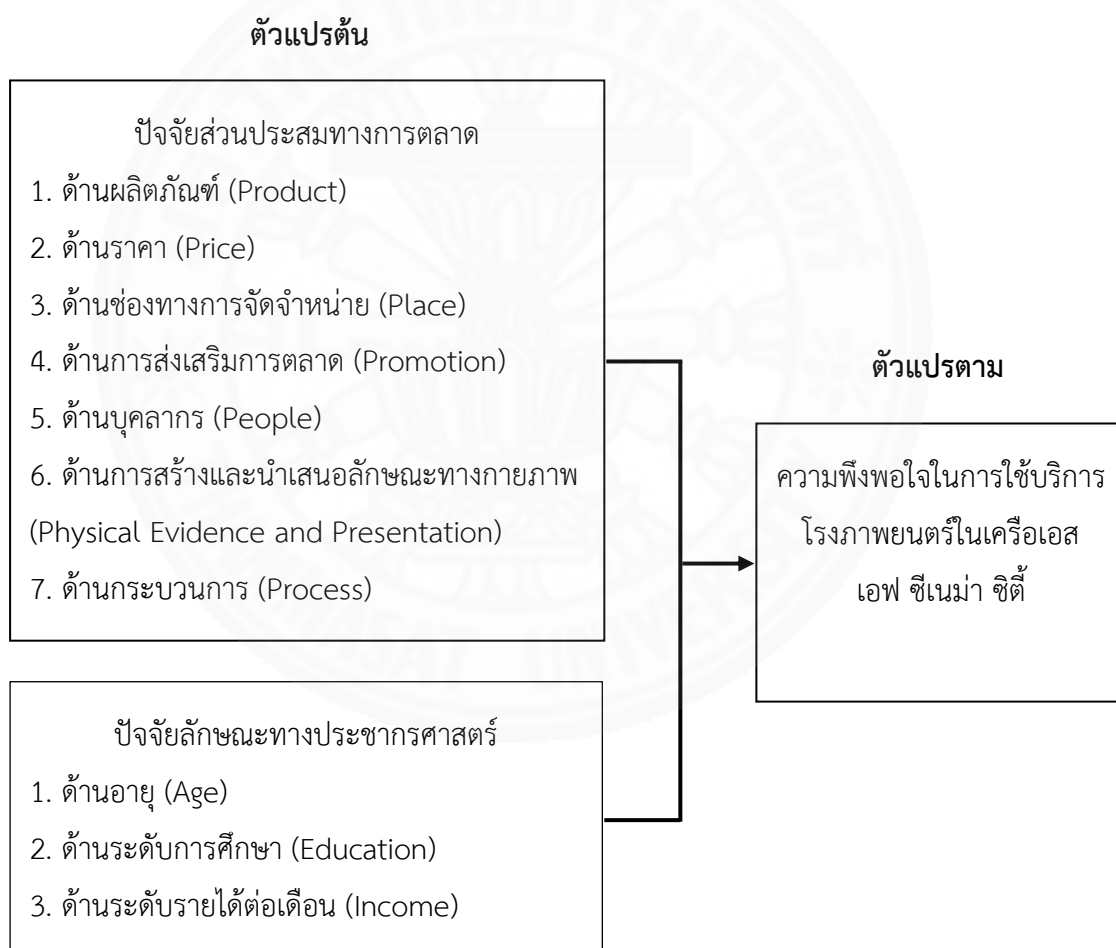 ตัวแปรต้น
ปัจจัยส่วนประสมทางการตลาด
1. ด้านผลิตภัณฑ์ (Product)
2. ด้านราคา (Price)
3. ด้านช่องทางการจัดจำหน่าย (Place)
4. ด้านการส่งเสริมการตลาด (Promotion)
5. ด้านบุคลากร (People)
6. ด้านการสร้างและนำเสนอลักษณะทางกายภาพ
(Physical Evidence and Presentation)
7. ด้านกระบวนการ (Process)
ปัจจัยลักษณะทางประชากรศาสตร์
1. ด้านอายุ (Age)
2. ด้านระดับการศึกษา (Education)
3. ด้านระดับรายได้ต่อเดือน (Income)
ตัวแปรตาม
ความพึงพอใจในการใช้บริการ
โรงภาพยนตร์ในเครือเอส
เอฟ ซีเนม่า ซิตี้